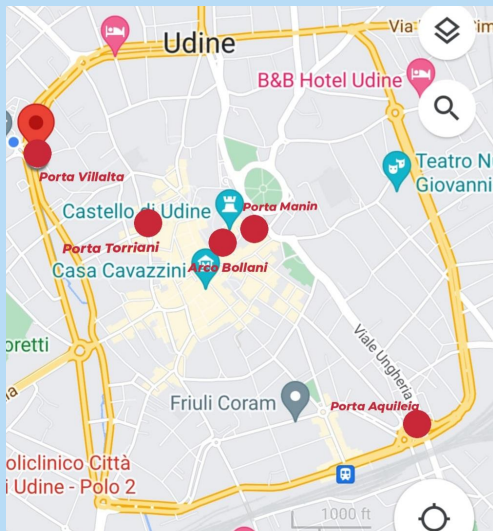 Udine
Via
B&B Hotel Udine
Teatro Nu
Giovanni
Porta Villalta
Castello di Udine
Porta Manin
Porta Torriani
Casa Cavazzini
Arco Bollani
oretti
Viale Ungheria
Friuli Coram
Porta Aquileia
oliclinico Città
i Udine - Polo 2
1000 ft